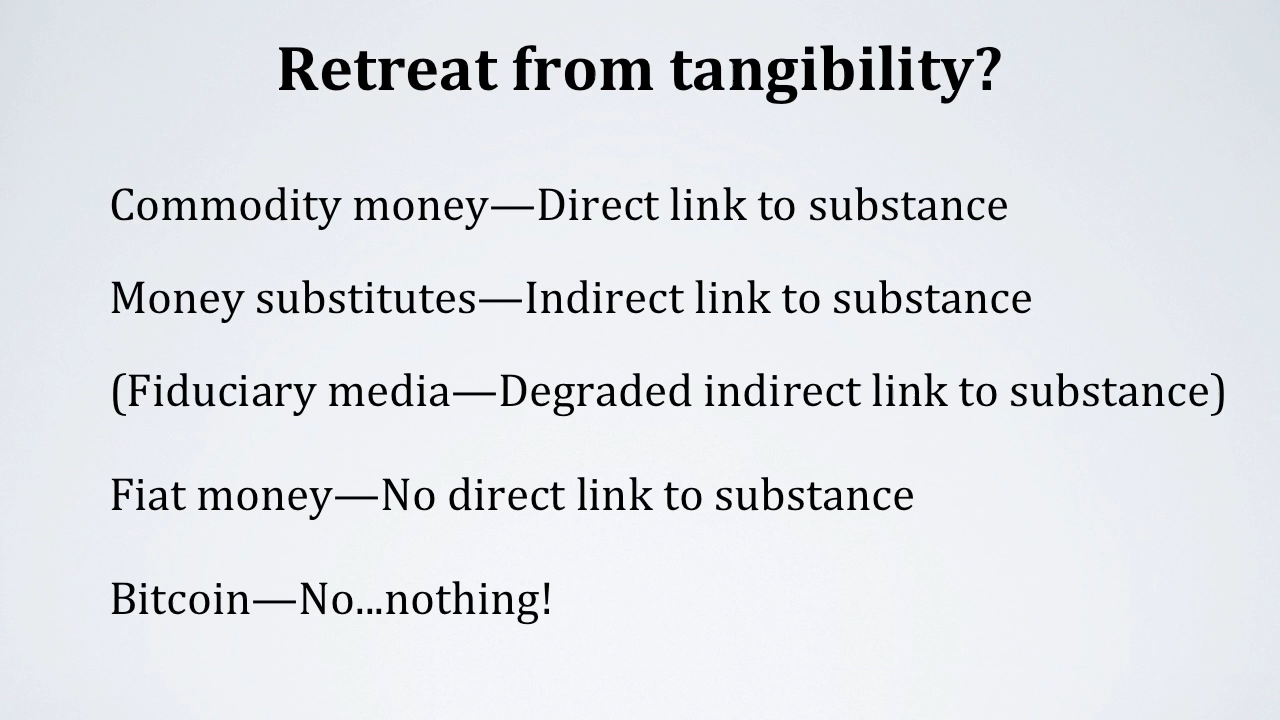 Retreat from tangibility?
Commodity money—Direct link to substance
Money substitutes—Indirect link to substance
(Fiduciary media—Degraded indirect link to substance)
Fiat money—No direct link to substance
Bitcoin—No...nothing!